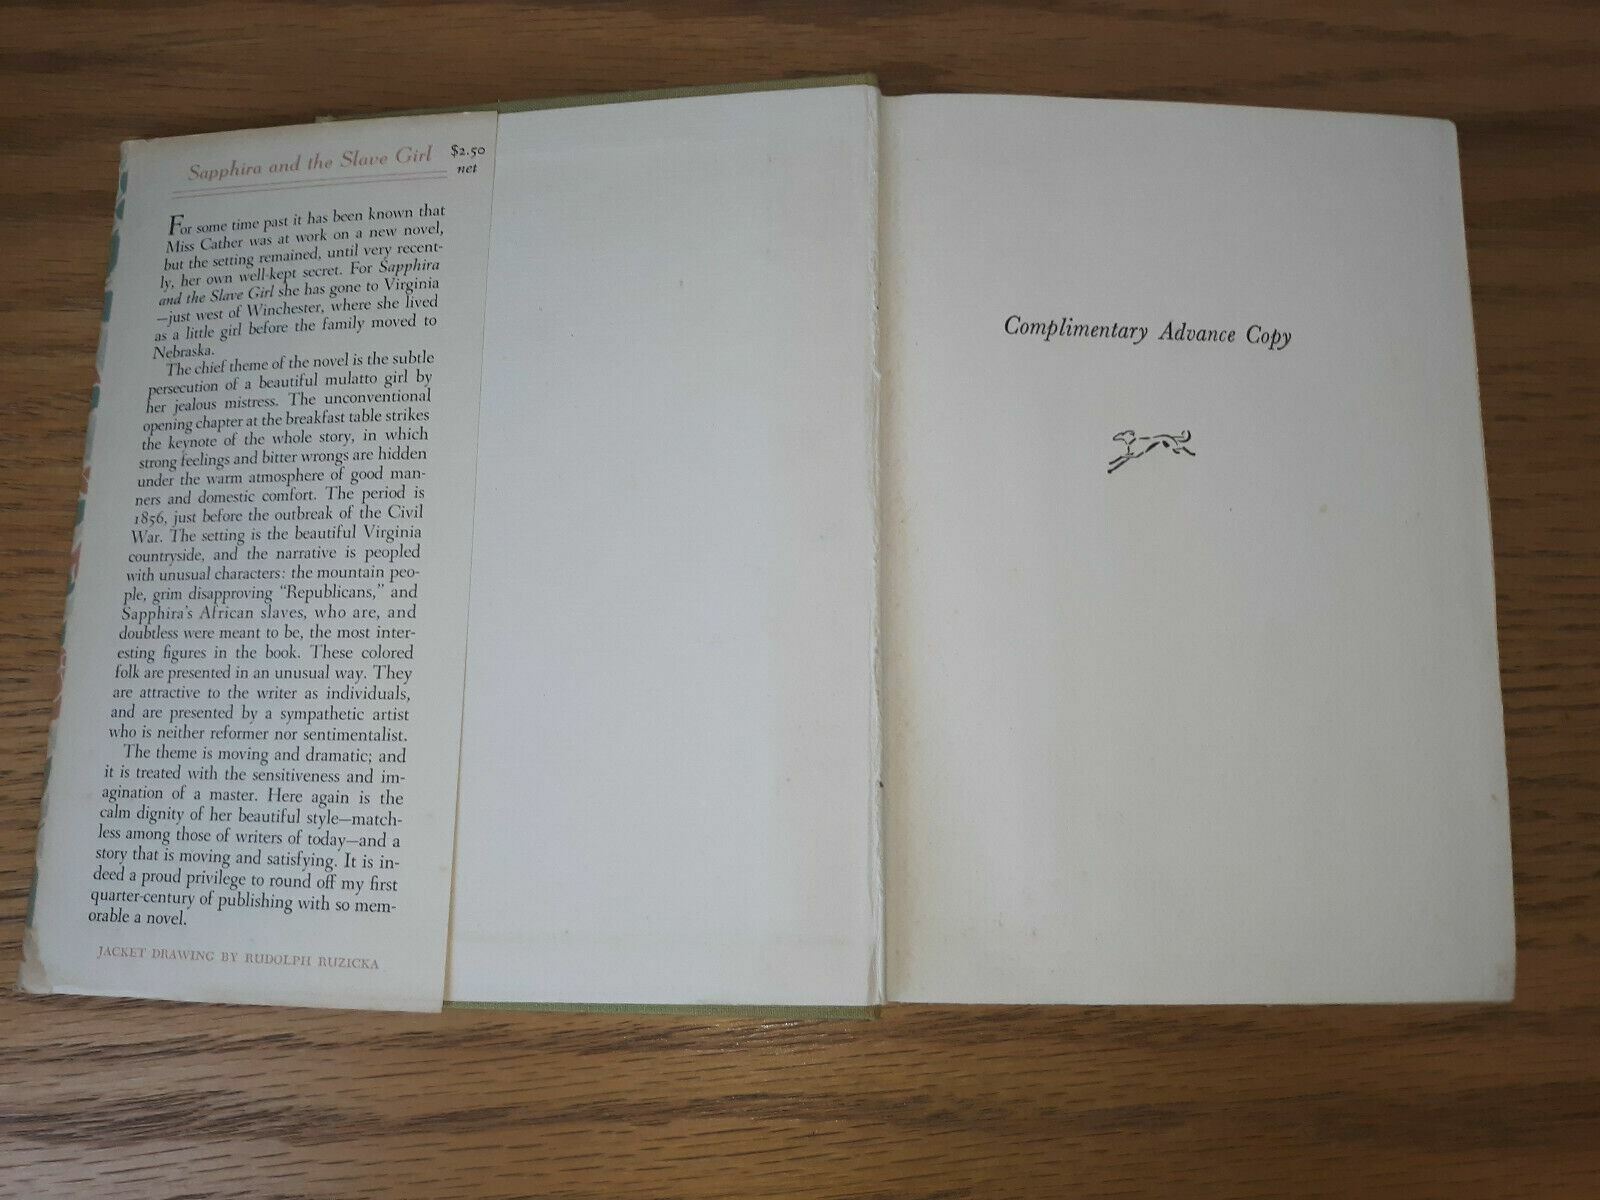 Sapphira and the Slave Girl
$2.50
net
For some time past it has been known that
Miss Cather was at work on a new novel,
but the setting remained, until very recent-
ly, her own well-kept secret. For Sapphira
and the Slave Girl she has gone to Virginia
—just west of Winchester, where she lived
as a little girl before the family moved to
Nebraska.
The chief theme of the novel is the subtle
persecution of a beautiful mulatto girl by
her jealous mistress. The unconventional
opening chapter at the breakfast table strikes
the keynote of the whole story, in which
strong feelings and bitter wrongs are hidden
under the warm atmosphere of good man-
ners and domestic comfort. The period is
1856, just before the outbreak of the Civil
War. The setting is the beautiful Virginia
countryside, and the narrative is peopled
with unusual characters: the mountain peo-
ple, grim disapproving "Republicans," and
Sapphira's African slaves, who are, and
doubtless were meant to be, the most inter-
esting figures in the book. These colored
folk are presented in an unusual way. They
are attractive to the writer as individuals,
and are presented by a sympathetic artist
who is neither reformer nor sentimentalist.
The theme is moving and dramatic; and
it is treated with the sensitiveness and im-
agination of a master. Here again is the
calm dignity of her beautiful style—match-
less among those of writers of today—and a
story that is moving and satisfying. It is in-
deed a proud privilege to round off my first
quarter-century of publishing with so mem-
orable a novel.
JACKET DRAWING BY RUDOLPH RUZICKA
Complimentary Advance Copy